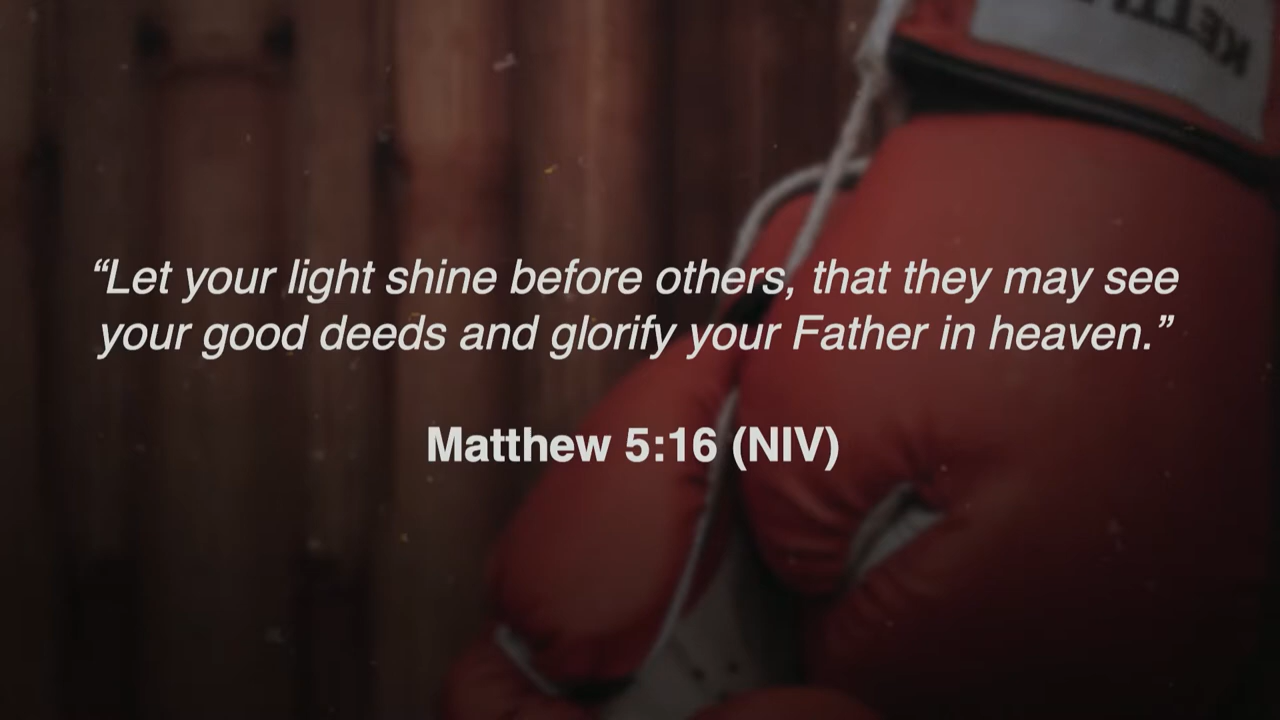 “Let your light shine before others, that they may see
your good deeds and glorify your Father in heaven.”
Matthew 5:16 (NIV)